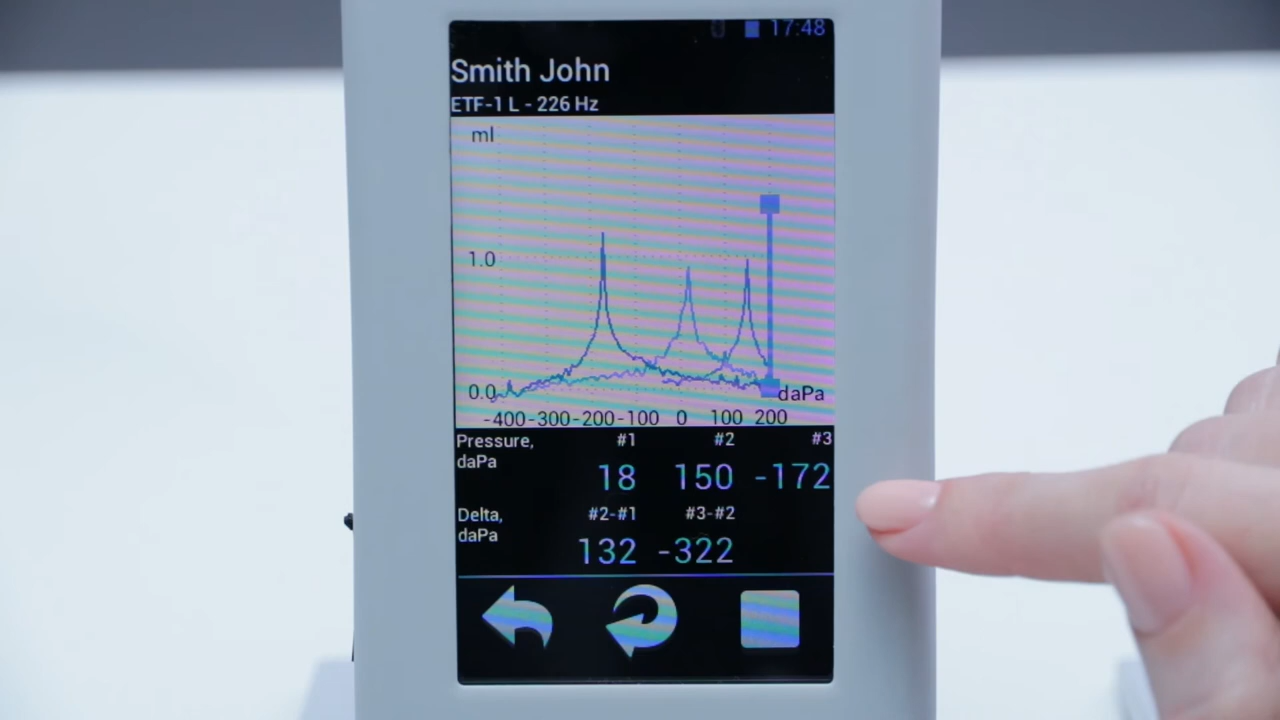 17:48
Smith John
ETF-1 L - 226 Hz
ml
1.0
0.0
daPa
-400 -300 -200 -100 0 100 200
Pressure, #1 #2 #3
daPa
18 150 -172
Delta, #2-#1 #3-#2
daPa
132 -322